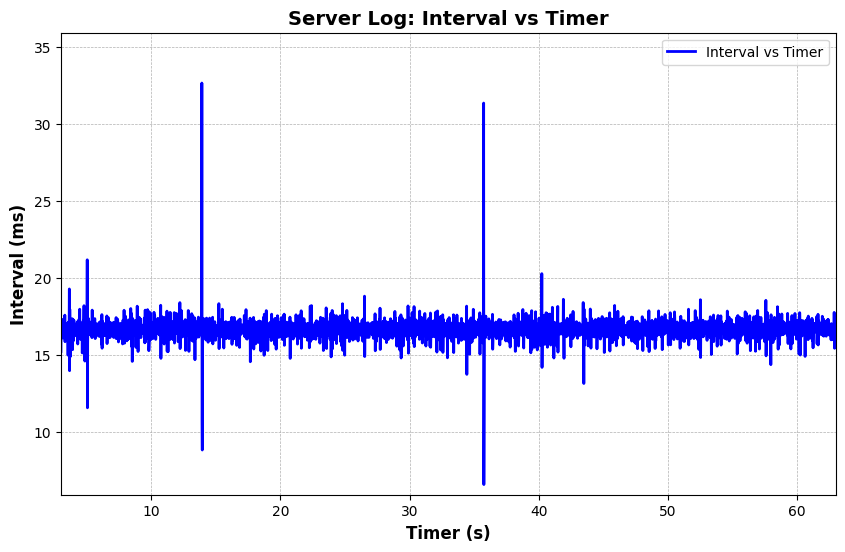 Server Log: Interval vs Timer
Interval vs Timer
35
30
25
20
15
10
Interval (ms)
10 20 30 40 50 60
Timer (s)